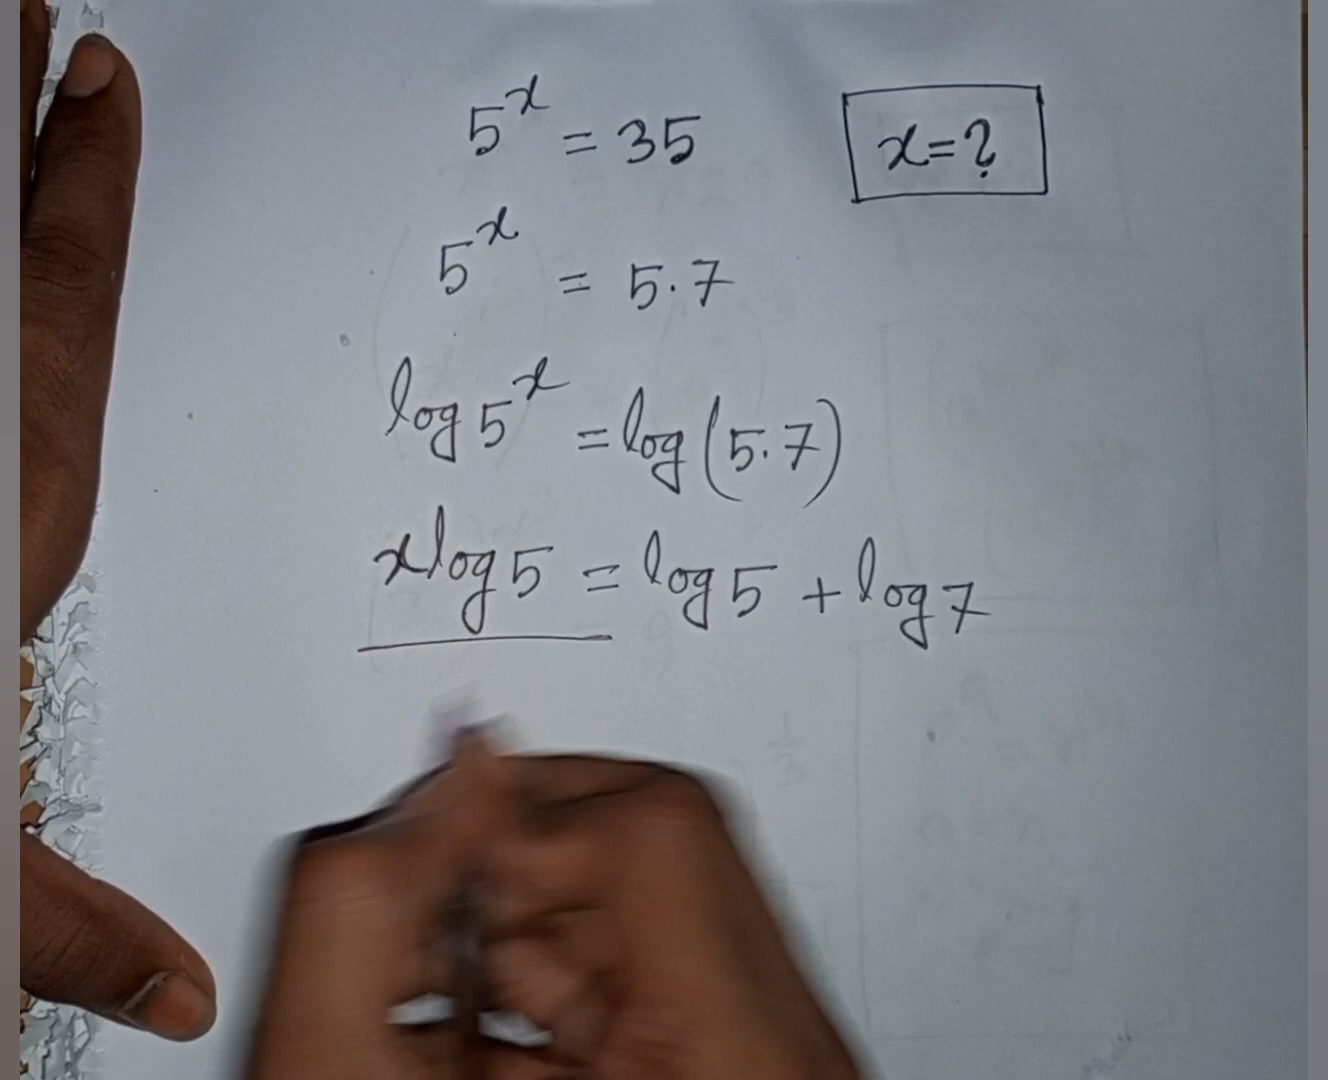 5^x = 35
x=?
5^x = 5.7
log 5^x = log (5.7)
x log 5 = log 5 + log 7